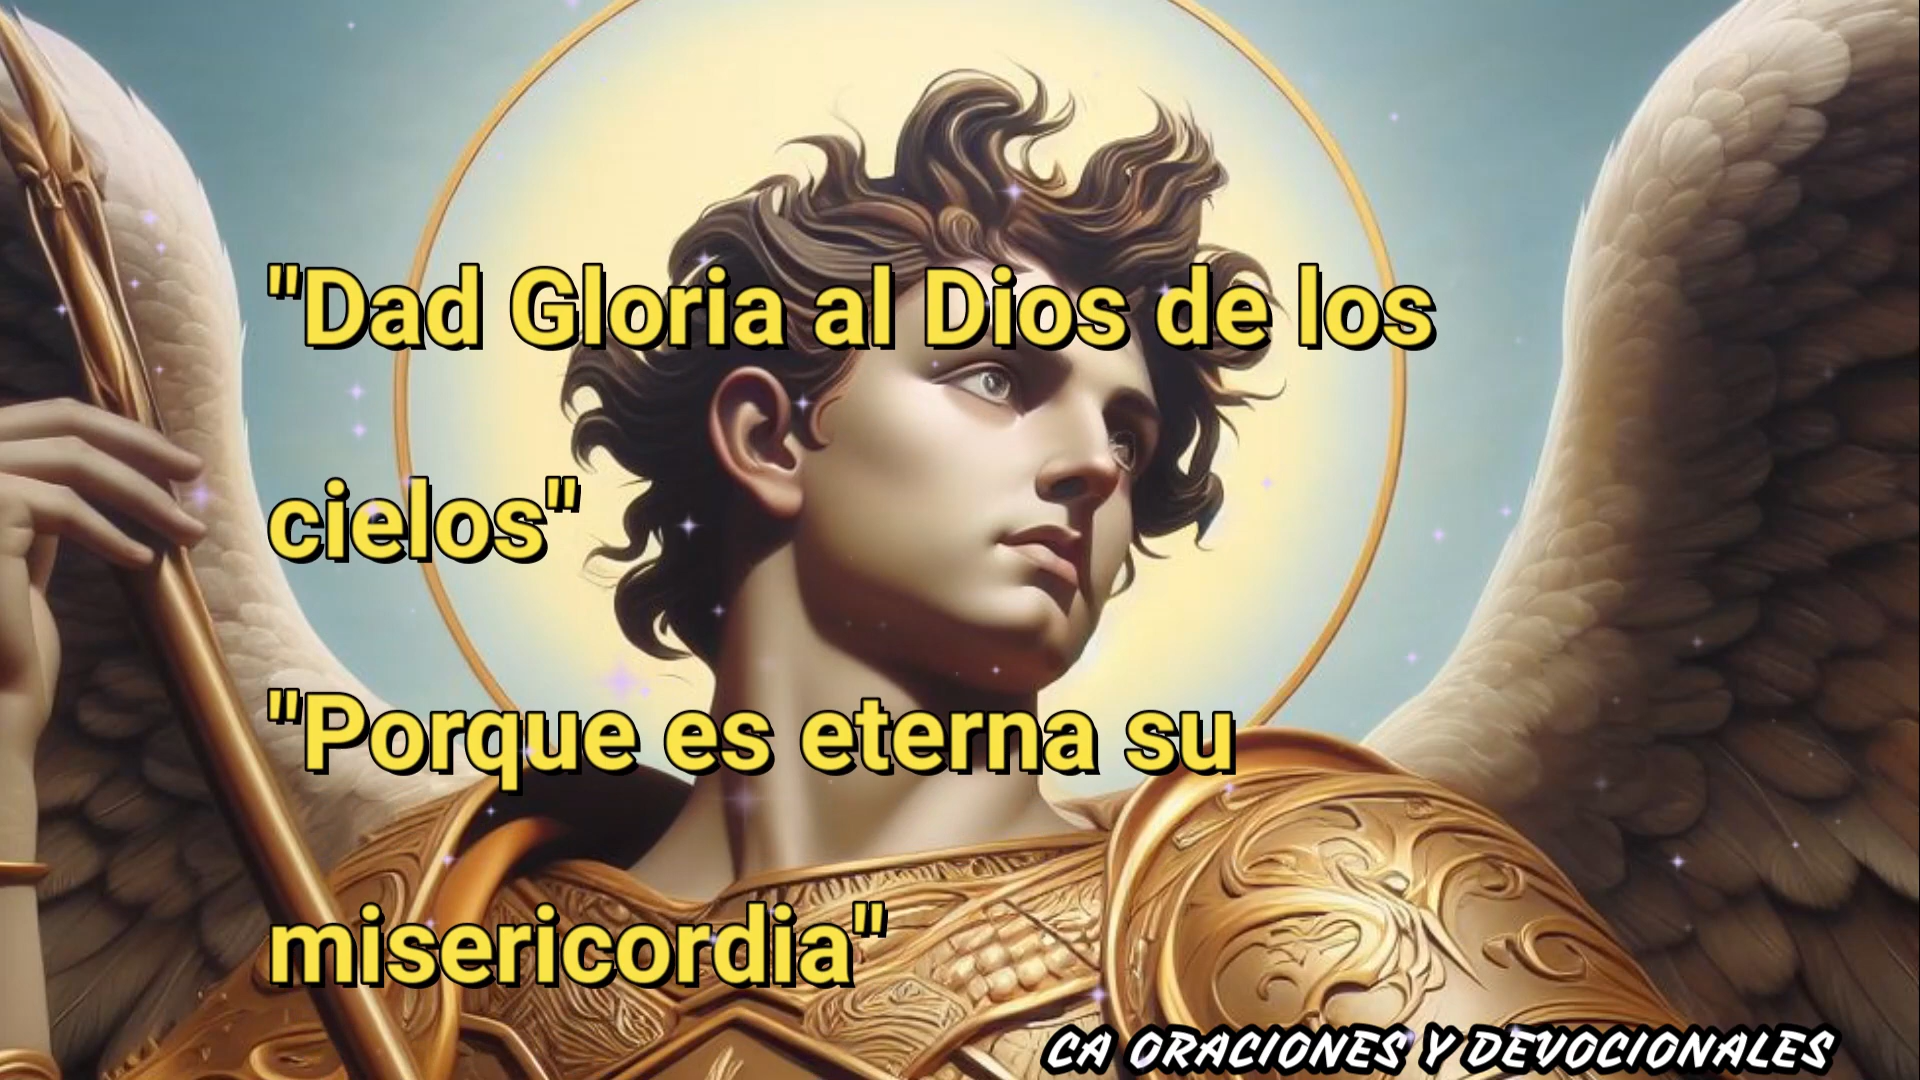 "Dad Gloria al Dios de los
cielos"
"Porque es eterna su
misericordia"
CA ORACIONES Y DEVOCIONALES